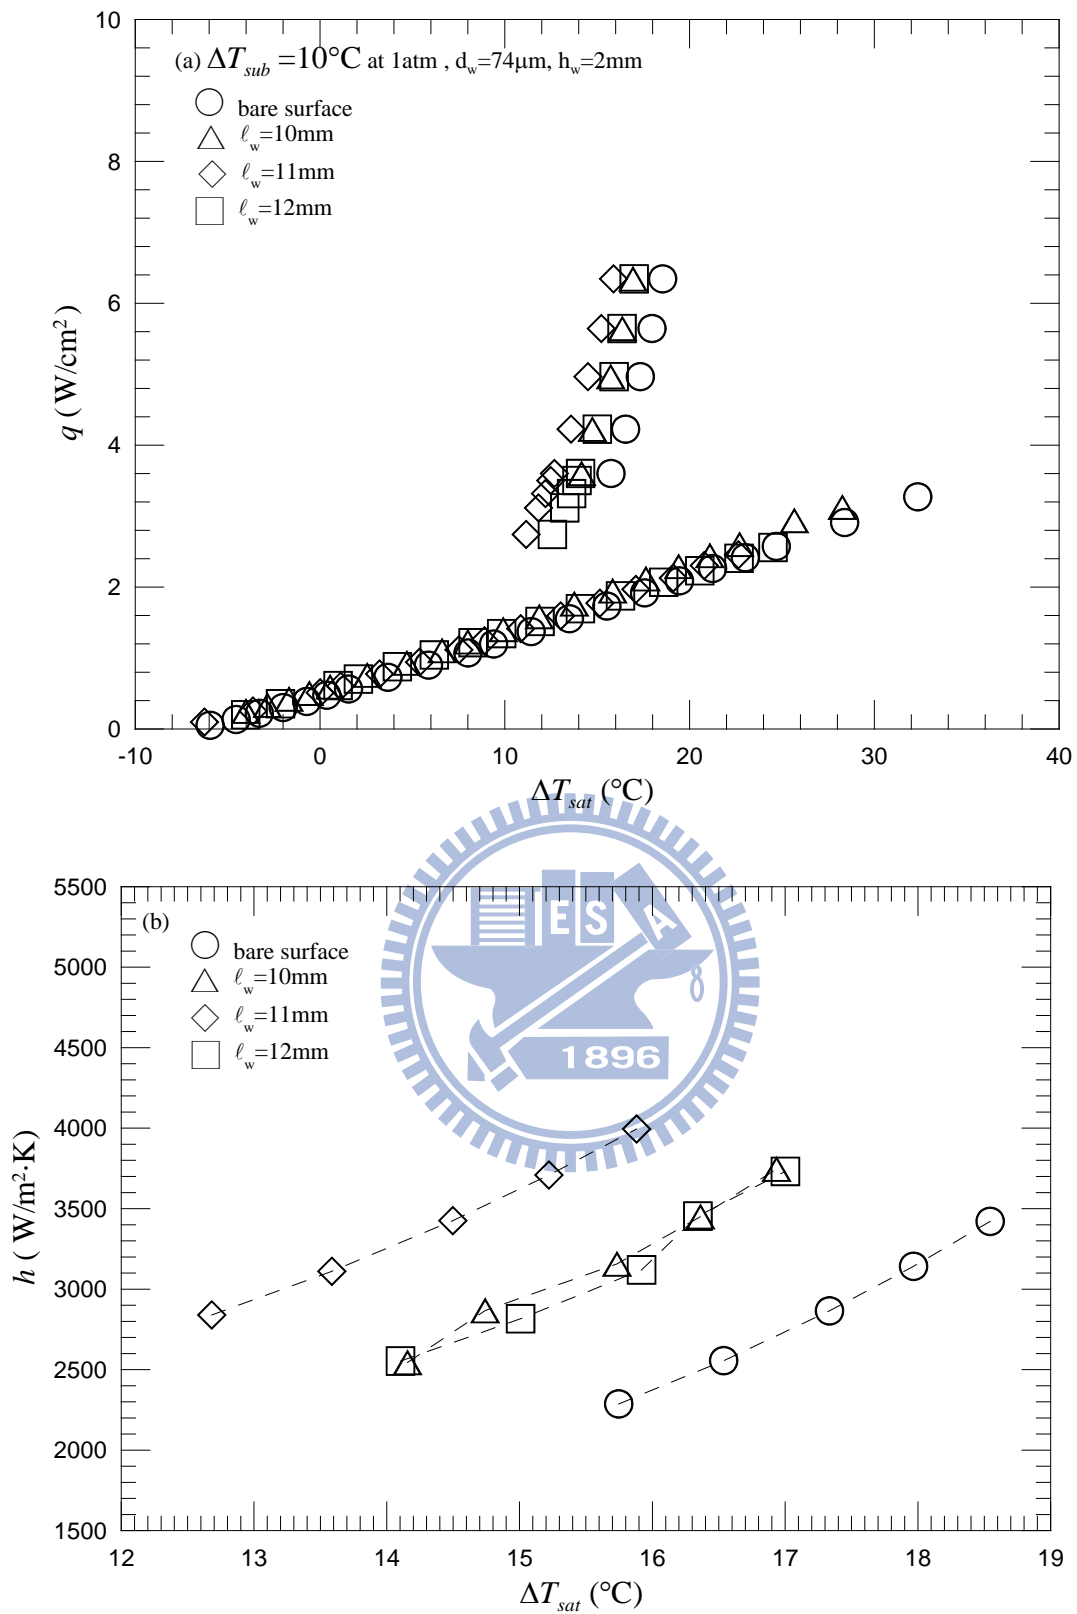 10
(a) ΔT_sub =10°C at 1atm , d_w=74μm, h_w=2mm
bare surface
ℓ_w=10mm
ℓ_w=11mm
ℓ_w=12mm
8
6
4
2
0
q ( W/cm²)
-10 0 10 20 30 40
ΔT_sat (°C)
5500
(b)
bare surface
ℓ_w=10mm
ℓ_w=11mm
ℓ_w=12mm
5000
4500
4000
3500
3000
2500
2000
1500
h ( W/m²·K)
E S A
1896
12 13 14 15 16 17 18 19
ΔT_sat (°C)